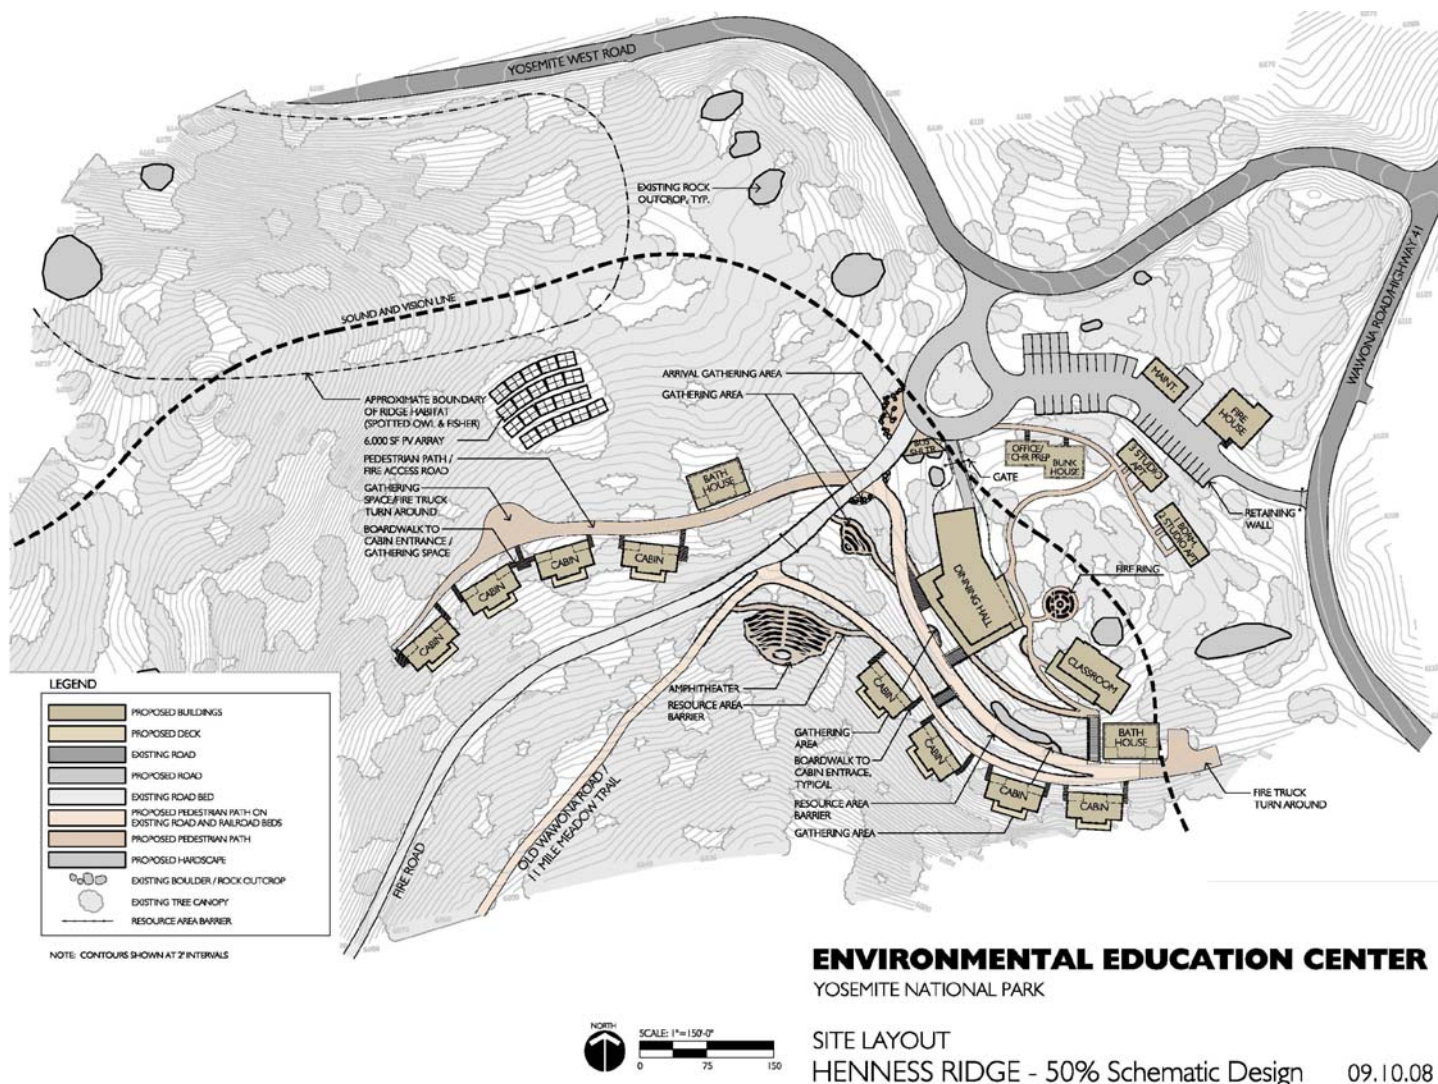 YOSEMITE WEST ROAD
EXISTING ROCK
OUTCROP, TYP.
SOUND AND VISION LINE
WAWONA ROAD/HIGHWAY 41
ARRIVAL GATHERING AREA
GATHERING AREA
APPROXIMATE BOUNDARY
OF RIDGE HABITAT
(SPOTTED OWL & FISHER)
6,000 SF PV ARRAY
PEDESTRIAN PATH /
FIRE ACCESS ROAD
GATHERING
SPACE/FIRE TRUCK
TURN AROUND
BOARDWALK TO
CABIN ENTRANCE /
GATHERING SPACE
BATH
HOUSE
MAINT.
FIRE
HOUSE
BUS
SHLTR
OFFICE/
CHR PREP
BUNK
HOUSE
3 STUDIO
APT
GATE
RETAINING
WALL
DORM
2 STUDIO APT
CABIN
CABIN
CABIN
CABIN
DINNING HALL
FIRE RING
CLASSROOM
AMPHITHEATER
RESOURCE AREA
BARRIER
CABIN
CABIN
CABIN
CABIN
BATH
HOUSE
GATHERING
AREA
BOARDWALK TO
CABIN ENTRACE,
TYPICAL
RESOURCE AREA
BARRIER
GATHERING AREA
FIRE TRUCK
TURN AROUND
FIRE ROAD
OLD WAWONA ROAD /
11 MILE MEADOW TRAIL
LEGEND
PROPOSED BUILDINGS
PROPOSED DECK
EXISTING ROAD
PROPOSED ROAD
EXISTING ROAD BED
PROPOSED PEDESTRIAN PATH ON
EXISTING ROAD AND RAILROAD BEDS
PROPOSED PEDESTRIAN PATH
PROPOSED HARDSCAPE
EXISTING BOULDER / ROCK OUTCROP
EXISTING TREE CANOPY
RESOURCE AREA BARRIER
NOTE: CONTOURS SHOWN AT 2' INTERVALS
ENVIRONMENTAL EDUCATION CENTER
YOSEMITE NATIONAL PARK
NORTH
SCALE: 1"=150'-0"
0 75 150
SITE LAYOUT
HENNESS RIDGE - 50% Schematic Design 09.10.08